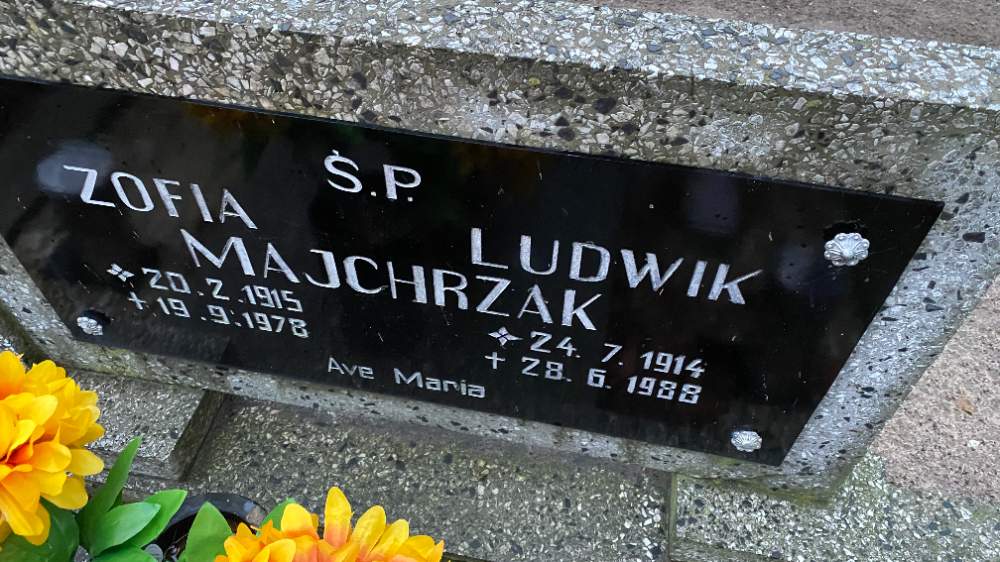 Ś.P.
ZOFIA LUDWIK
MAJCHRZAK
20.2.1915 24.7.1914
+ 19.9.1978 + 28.6.1988
Ave Maria